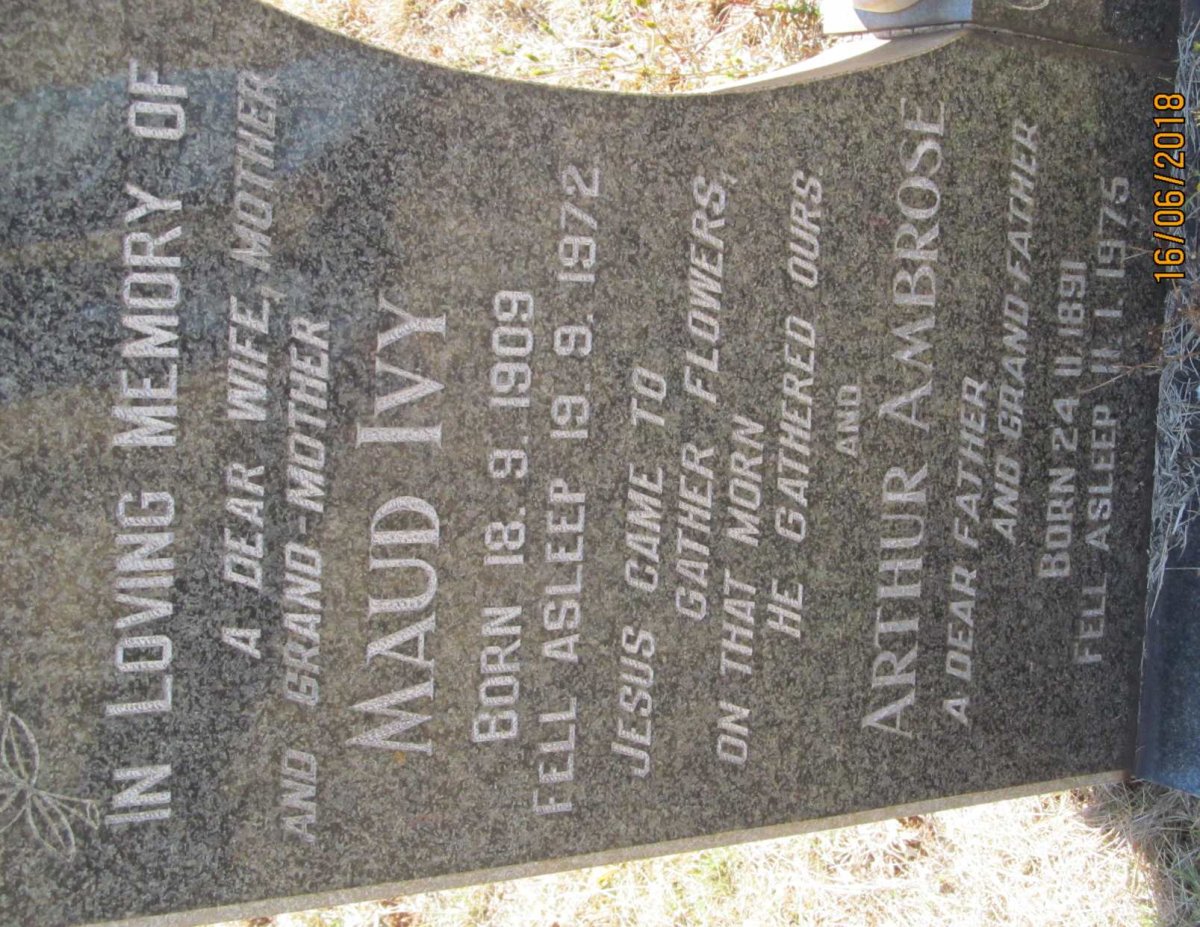 IN LOVING MEMORY OF
A DEAR WIFE, MOTHER
AND GRAND-MOTHER
MAUD IVY
BORN 18. 9. 1909
FELL ASLEEP 19. 9. 1972
JESUS CAME TO
GATHER FLOWERS,
ON THAT MORN
HE GATHERED OURS.
AND
ARTHUR AMBROSE
A DEAR FATHER
AND GRAND-FATHER
BORN 24. 11. 1891
FELL ASLEEP 11. 1. 1975
16/06/2018